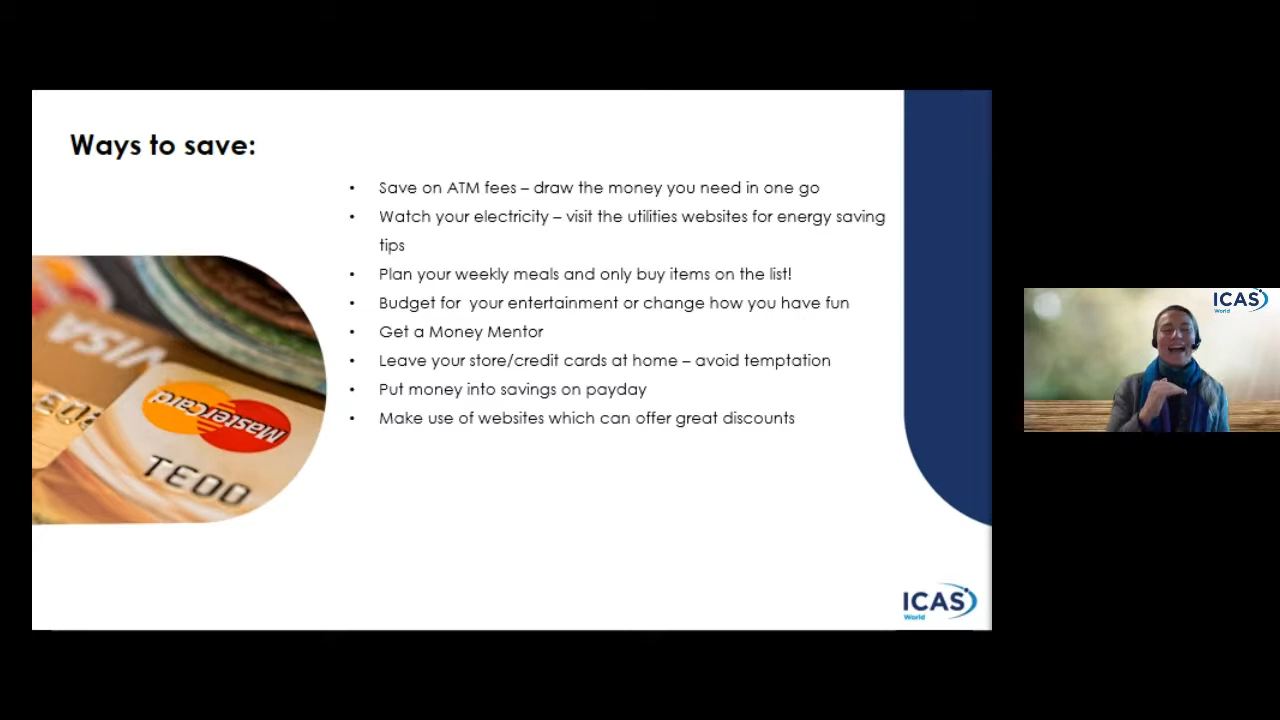 Ways to save:
• Save on ATM fees – draw the money you need in one go
• Watch your electricity – visit the utilities websites for energy saving
tips
• Plan your weekly meals and only buy items on the list!
• Budget for  your entertainment or change how you have fun
• Get a Money Mentor
• Leave your store/credit cards at home – avoid temptation
• Put money into savings on payday
• Make use of websites which can offer great discounts
VISA
MasterCard
ICAS
World
ICAS
World